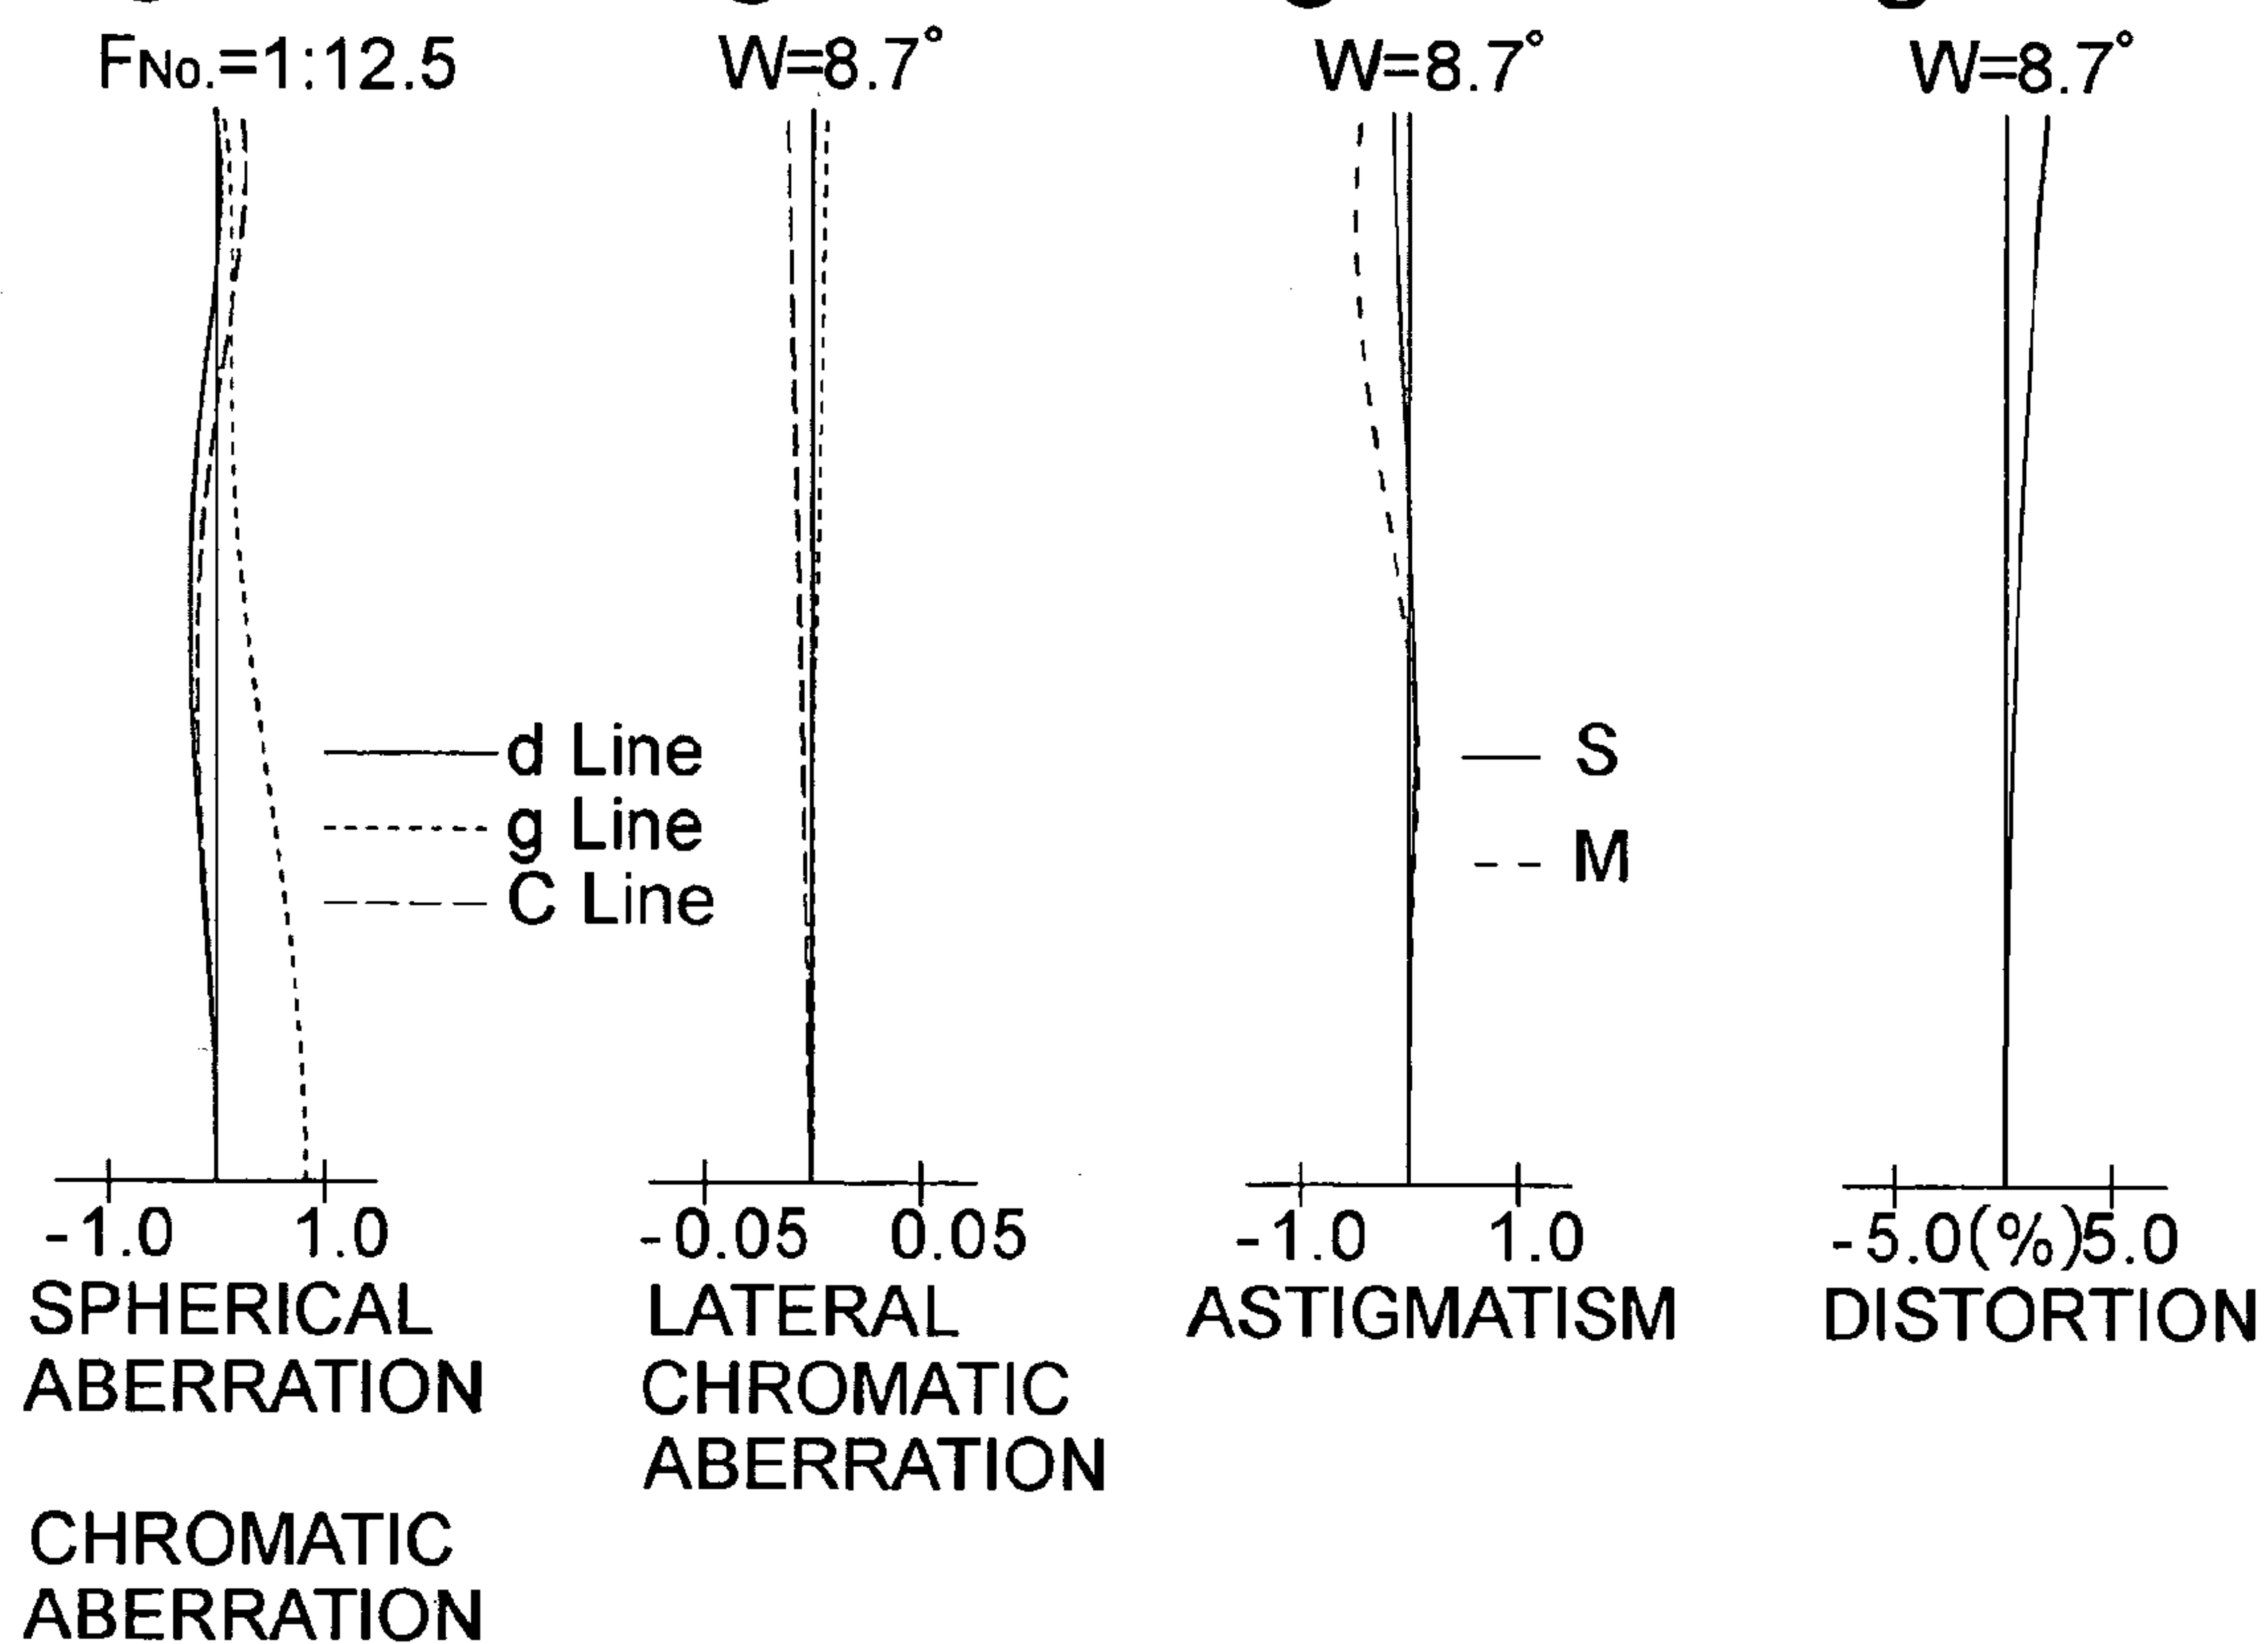 FNo.=1:12.5
W=8.7°
W=8.7°
W=8.7°
d Line
g Line
C Line
S
M
-1.0 1.0
-0.05 0.05
-1.0 1.0
-5.0(%)5.0
SPHERICAL
ABERRATION
CHROMATIC
ABERRATION
LATERAL
CHROMATIC
ABERRATION
ASTIGMATISM
DISTORTION